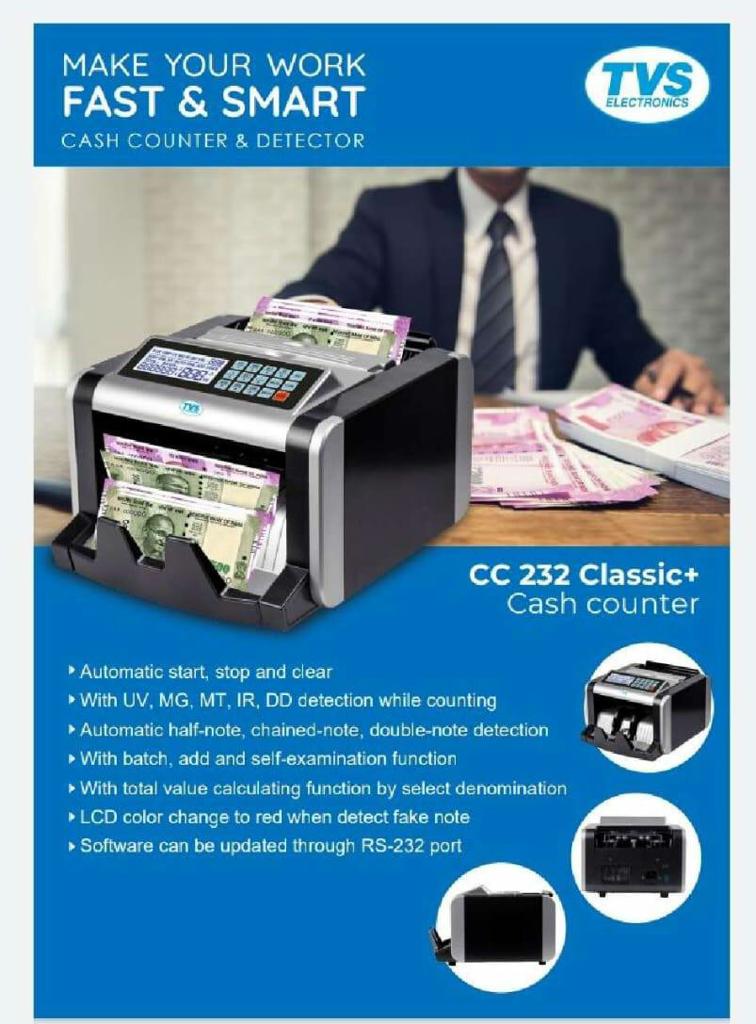 MAKE YOUR WORK
FAST & SMART
CASH COUNTER & DETECTOR
TVS
ELECTRONICS
TVS
CC 232 Classic+
Cash counter
Automatic start, stop and clear
With UV, MG, MT, IR, DD detection while counting
Automatic half-note, chained-note, double-note detection
With batch, add and self-examination function
With total value calculating function by select denomination
LCD color change to red when detect fake note
Software can be updated through RS-232 port